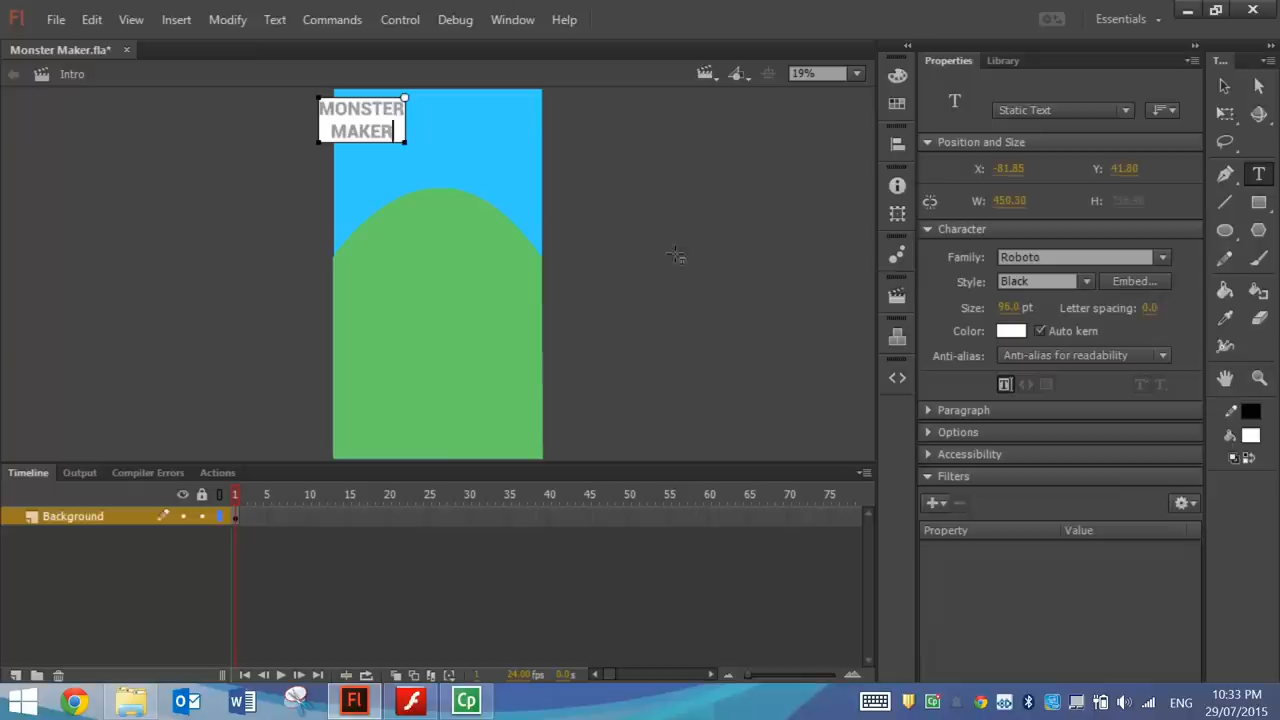 Fl File Edit View Insert Modify Text Commands Control Debug Window Help Essentials
Monster Maker.fla* ×
Intro 19%
Properties Library T...
MONSTER
MAKER
T Static Text
Position and Size
X: -81.85 Y: 41.80
W: 450.30 H:
Character
Family: Roboto
Style: Black Embed...
Size: 96.0 pt Letter spacing: 0.0
Color: Auto kern
Anti-alias: Anti-alias for readability
Paragraph
Options
Accessibility
Filters
Property Value
Timeline Output Compiler Errors Actions
1 5 10 15 20 25 30 35 40 45 50 55 60 65 70 75
Background
1 24.00 fps 0.0 s
Fl Cp ENG
10:33 PM
29/07/2015